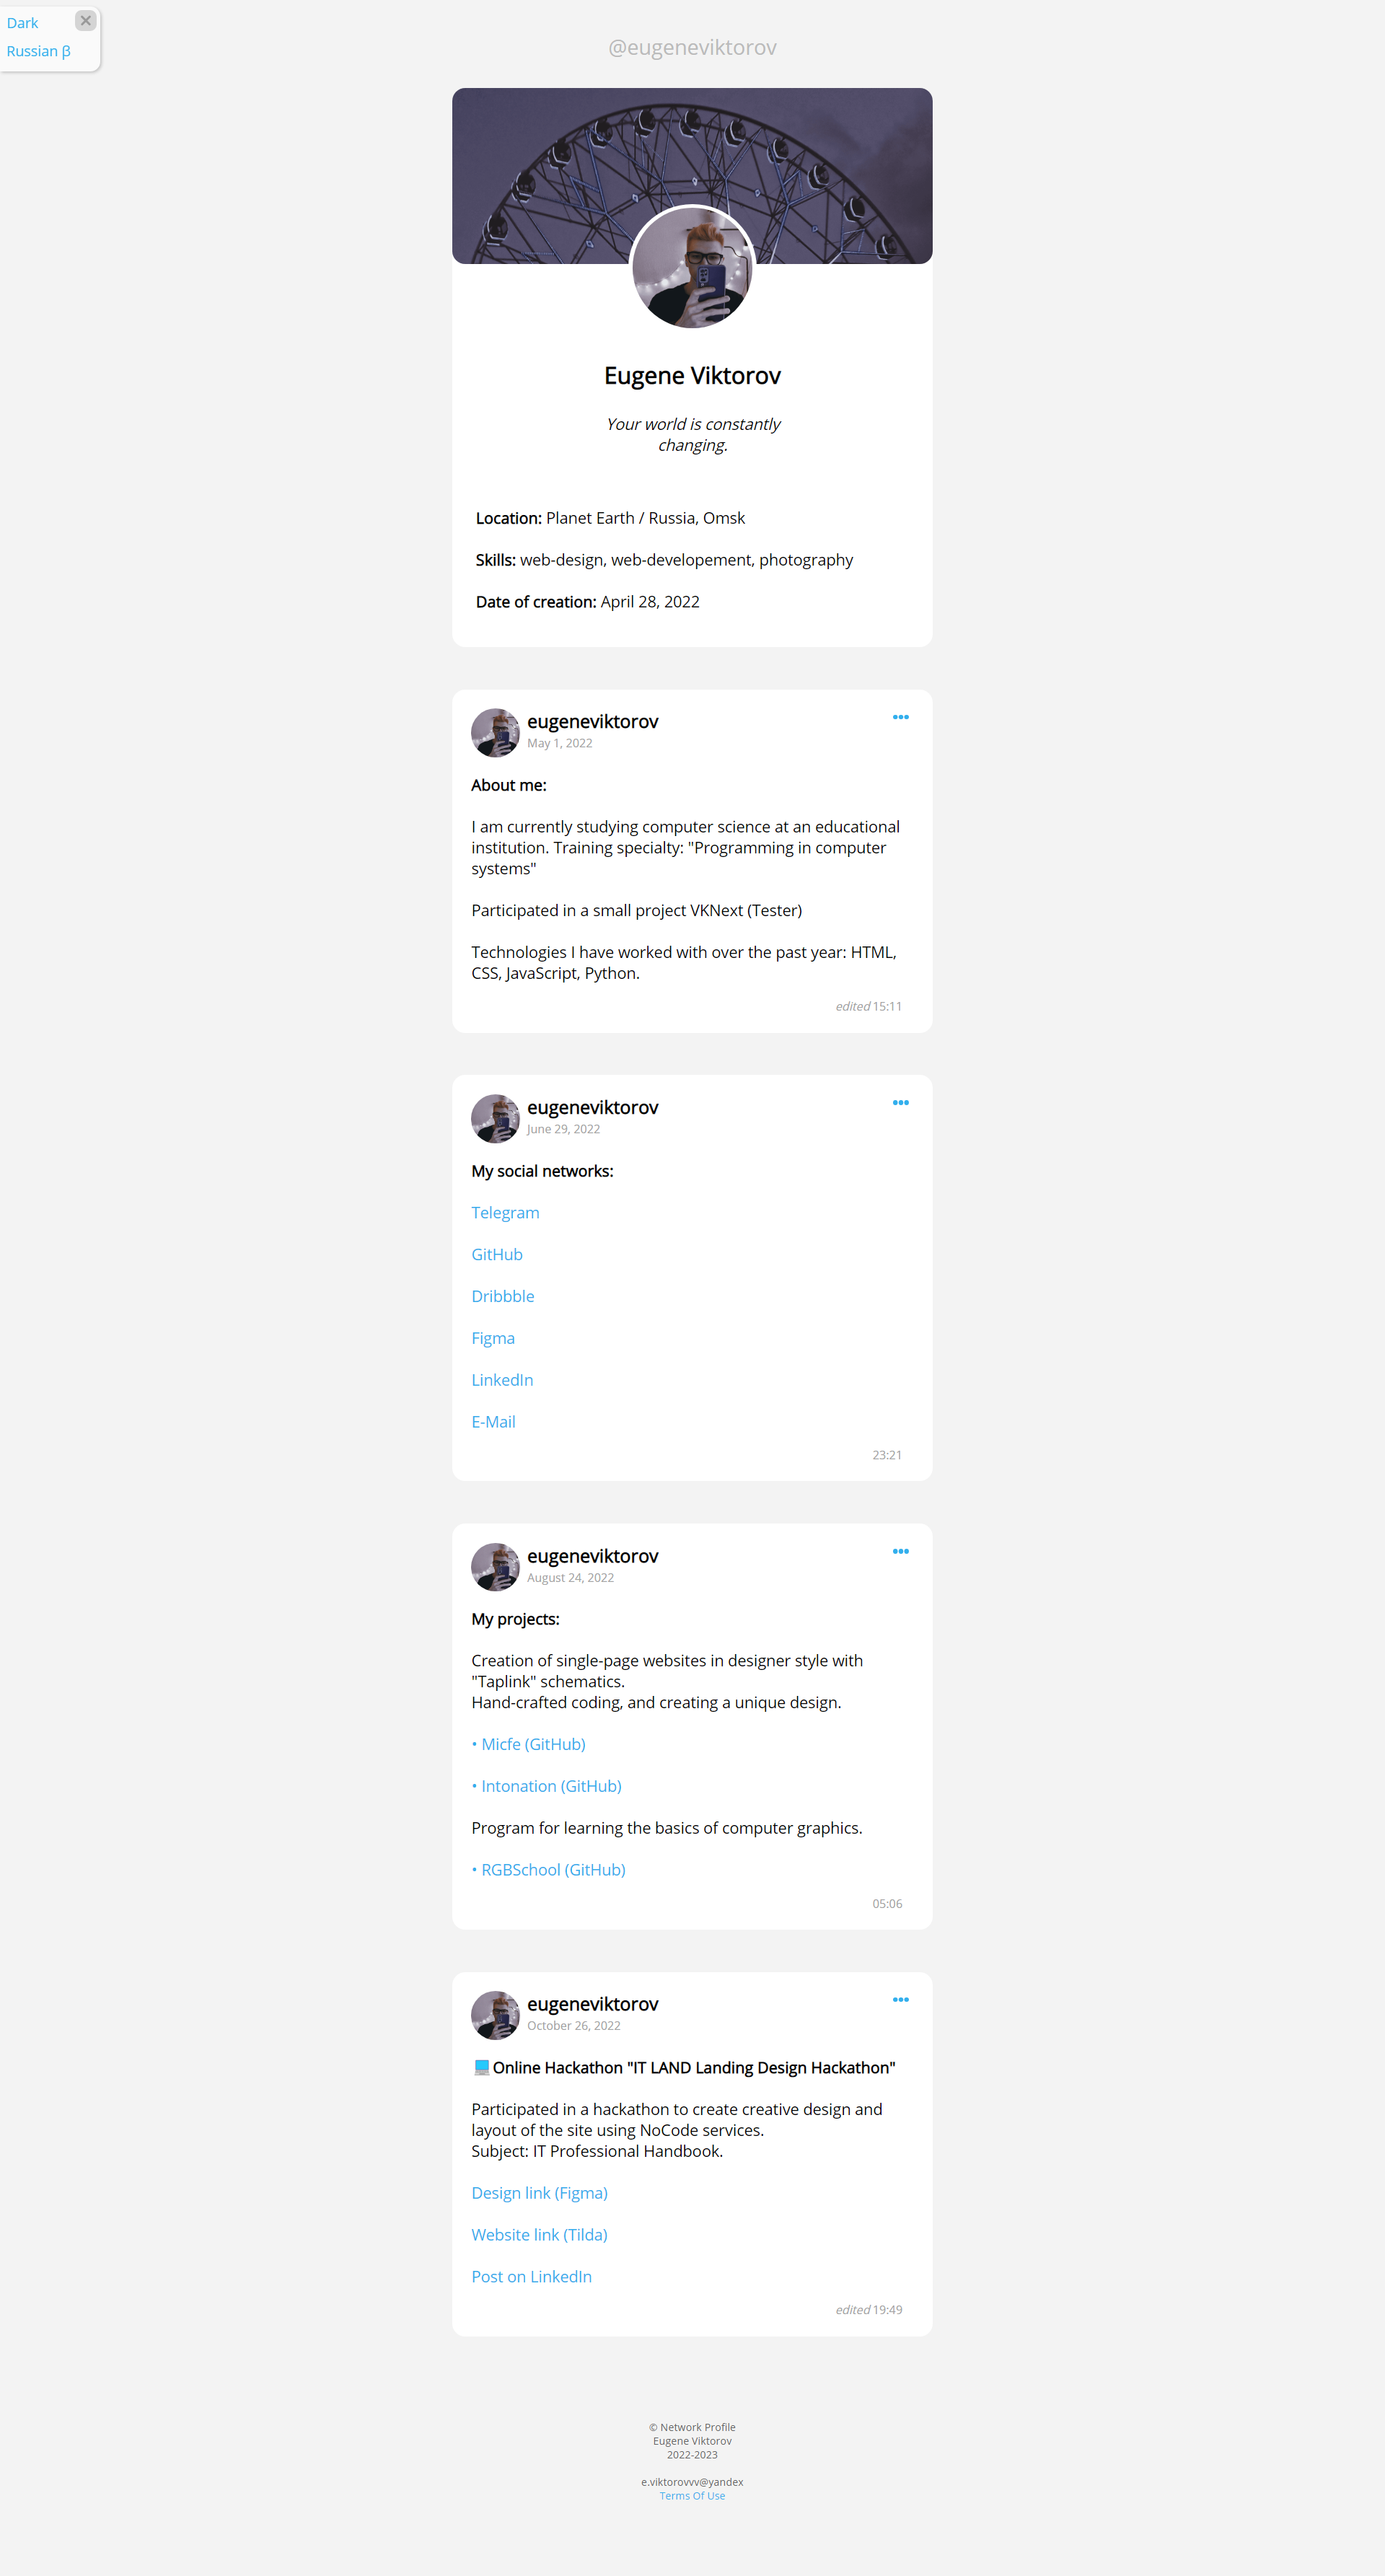 Dark
Russian β
@eugeneviktorov
Eugene Viktorov
Your world is constantly
changing.
Location: Planet Earth / Russia, Omsk
Skills: web-design, web-developement, photography
Date of creation: April 28, 2022
eugeneviktorov
May 1, 2022
About me:
I am currently studying computer science at an educational
institution. Training specialty: "Programming in computer
systems"
Participated in a small project VKNext (Tester)
Technologies I have worked with over the past year: HTML,
CSS, JavaScript, Python.
edited 15:11
eugeneviktorov
June 29, 2022
My social networks:
Telegram
GitHub
Dribbble
Figma
LinkedIn
E-Mail
23:21
eugeneviktorov
August 24, 2022
My projects:
Creation of single-page websites in designer style with
"Taplink" schematics.
Hand-crafted coding, and creating a unique design.
• Micfe (GitHub)
• Intonation (GitHub)
Program for learning the basics of computer graphics.
• RGBSchool (GitHub)
05:06
eugeneviktorov
October 26, 2022
Online Hackathon "IT LAND Landing Design Hackathon"
Participated in a hackathon to create creative design and
layout of the site using NoCode services.
Subject: IT Professional Handbook.
Design link (Figma)
Website link (Tilda)
Post on LinkedIn
edited 19:49
© Network Profile
Eugene Viktorov
2022-2023
e.viktorovvv@yandex
Terms Of Use